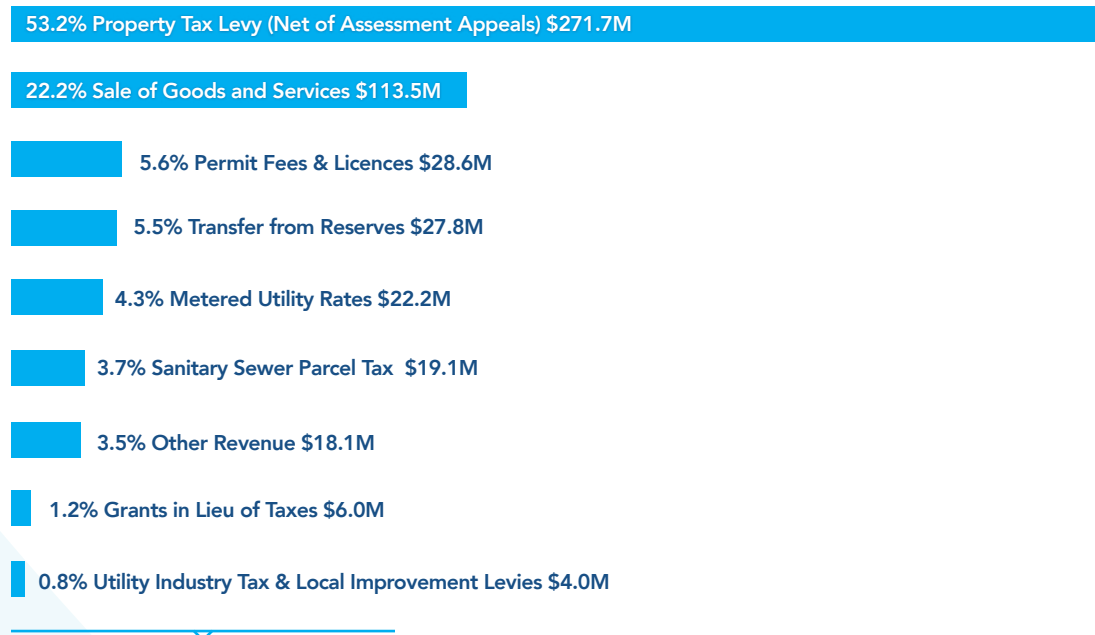 53.2% Property Tax Levy (Net of Assessment Appeals) $271.7M
22.2% Sale of Goods and Services $113.5M
5.6% Permit Fees & Licences $28.6M
5.5% Transfer from Reserves $27.8M
4.3% Metered Utility Rates $22.2M
3.7% Sanitary Sewer Parcel Tax $19.1M
3.5% Other Revenue $18.1M
1.2% Grants in Lieu of Taxes $6.0M
0.8% Utility Industry Tax & Local Improvement Levies $4.0M